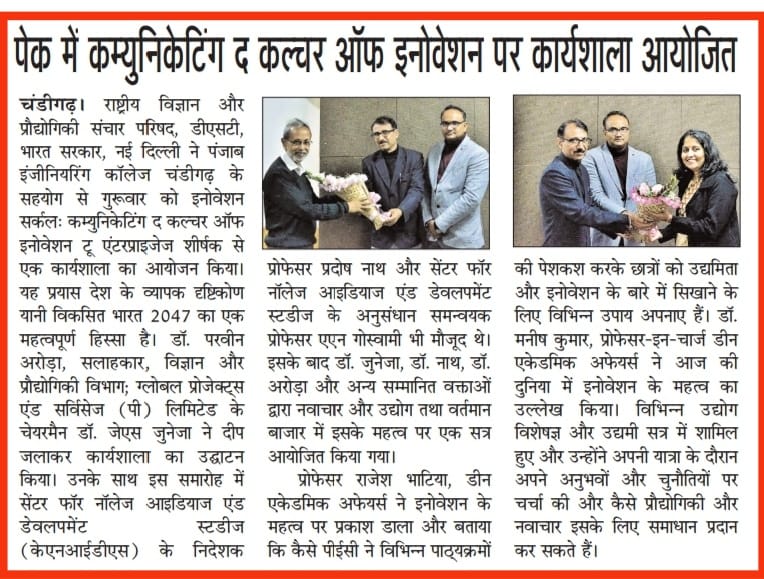 पेक में कम्युनिकेटिंग द कल्चर ऑफ इनोवेशन पर कार्यशाला आयोजित
चंडीगढ़। राष्ट्रीय विज्ञान और
प्रौद्योगिकी संचार परिषद, डीएसटी,
भारत सरकार, नई दिल्ली ने पंजाब
इंजीनियरिंग कॉलेज चंडीगढ़ के
सहयोग से गुरूवार को इनोवेशन
सर्कलः कम्युनिकेटिंग द कल्चर ऑफ
इनोवेशन टू एंटरप्राइजेज शीर्षक से
एक कार्यशाला का आयोजन किया।
यह प्रयास देश के व्यापक दृष्टिकोण
यानी विकसित भारत 2047 का एक
महत्वपूर्ण हिस्सा है। डॉ. परवीन
अरोड़ा, सलाहकार, विज्ञान और
प्रौद्योगिकी विभाग; ग्लोबल प्रोजेक्ट्स
एंड सर्विसेज (पी) लिमिटेड के
चेयरमैन डॉ. जेएस जुनेजा ने दीप
जलाकर कार्यशाला का उद्घाटन
किया। उनके साथ इस समारोह में
सेंटर फॉर नॉलेज आइडियाज एंड
डेवलपमेंट स्टडीज
(केएनआईडीएस) के निदेशक
प्रोफेसर प्रदोष नाथ और सेंटर फॉर
नॉलेज आइडियाज एंड डेवलपमेंट
स्टडीज के अनुसंधान समन्वयक
प्रोफेसर एएन गोस्वामी भी मौजूद थे।
इसके बाद डॉ. जुनेजा, डॉ. नाथ, डॉ.
अरोड़ा और अन्य सम्मानित वक्ताओं
द्वारा नवाचार और उद्योग तथा वर्तमान
बाजार में इसके महत्व पर एक सत्र
आयोजित किया गया।
प्रोफेसर राजेश भाटिया, डीन
एकेडमिक अफेयर्स ने इनोवेशन के
महत्व पर प्रकाश डाला और बताया
कि कैसे पीईसी ने विभिन्न पाठ्यक्रमों
की पेशकश करके छात्रों को उद्यमिता
और इनोवेशन के बारे में सिखाने के
लिए विभिन्न उपाय अपनाए हैं। डॉ.
मनीष कुमार, प्रोफेसर-इन-चार्ज डीन
एकेडमिक अफेयर्स ने आज की
दुनिया में इनोवेशन के महत्व का
उल्लेख किया। विभिन्न उद्योग
विशेषज्ञ और उद्यमी सत्र में शामिल
हुए और उन्होंने अपनी यात्रा के दौरान
अपने अनुभवों और चुनौतियों पर
चर्चा की और कैसे प्रौद्योगिकी और
नवाचार इसके लिए समाधान प्रदान
कर सकते हैं।